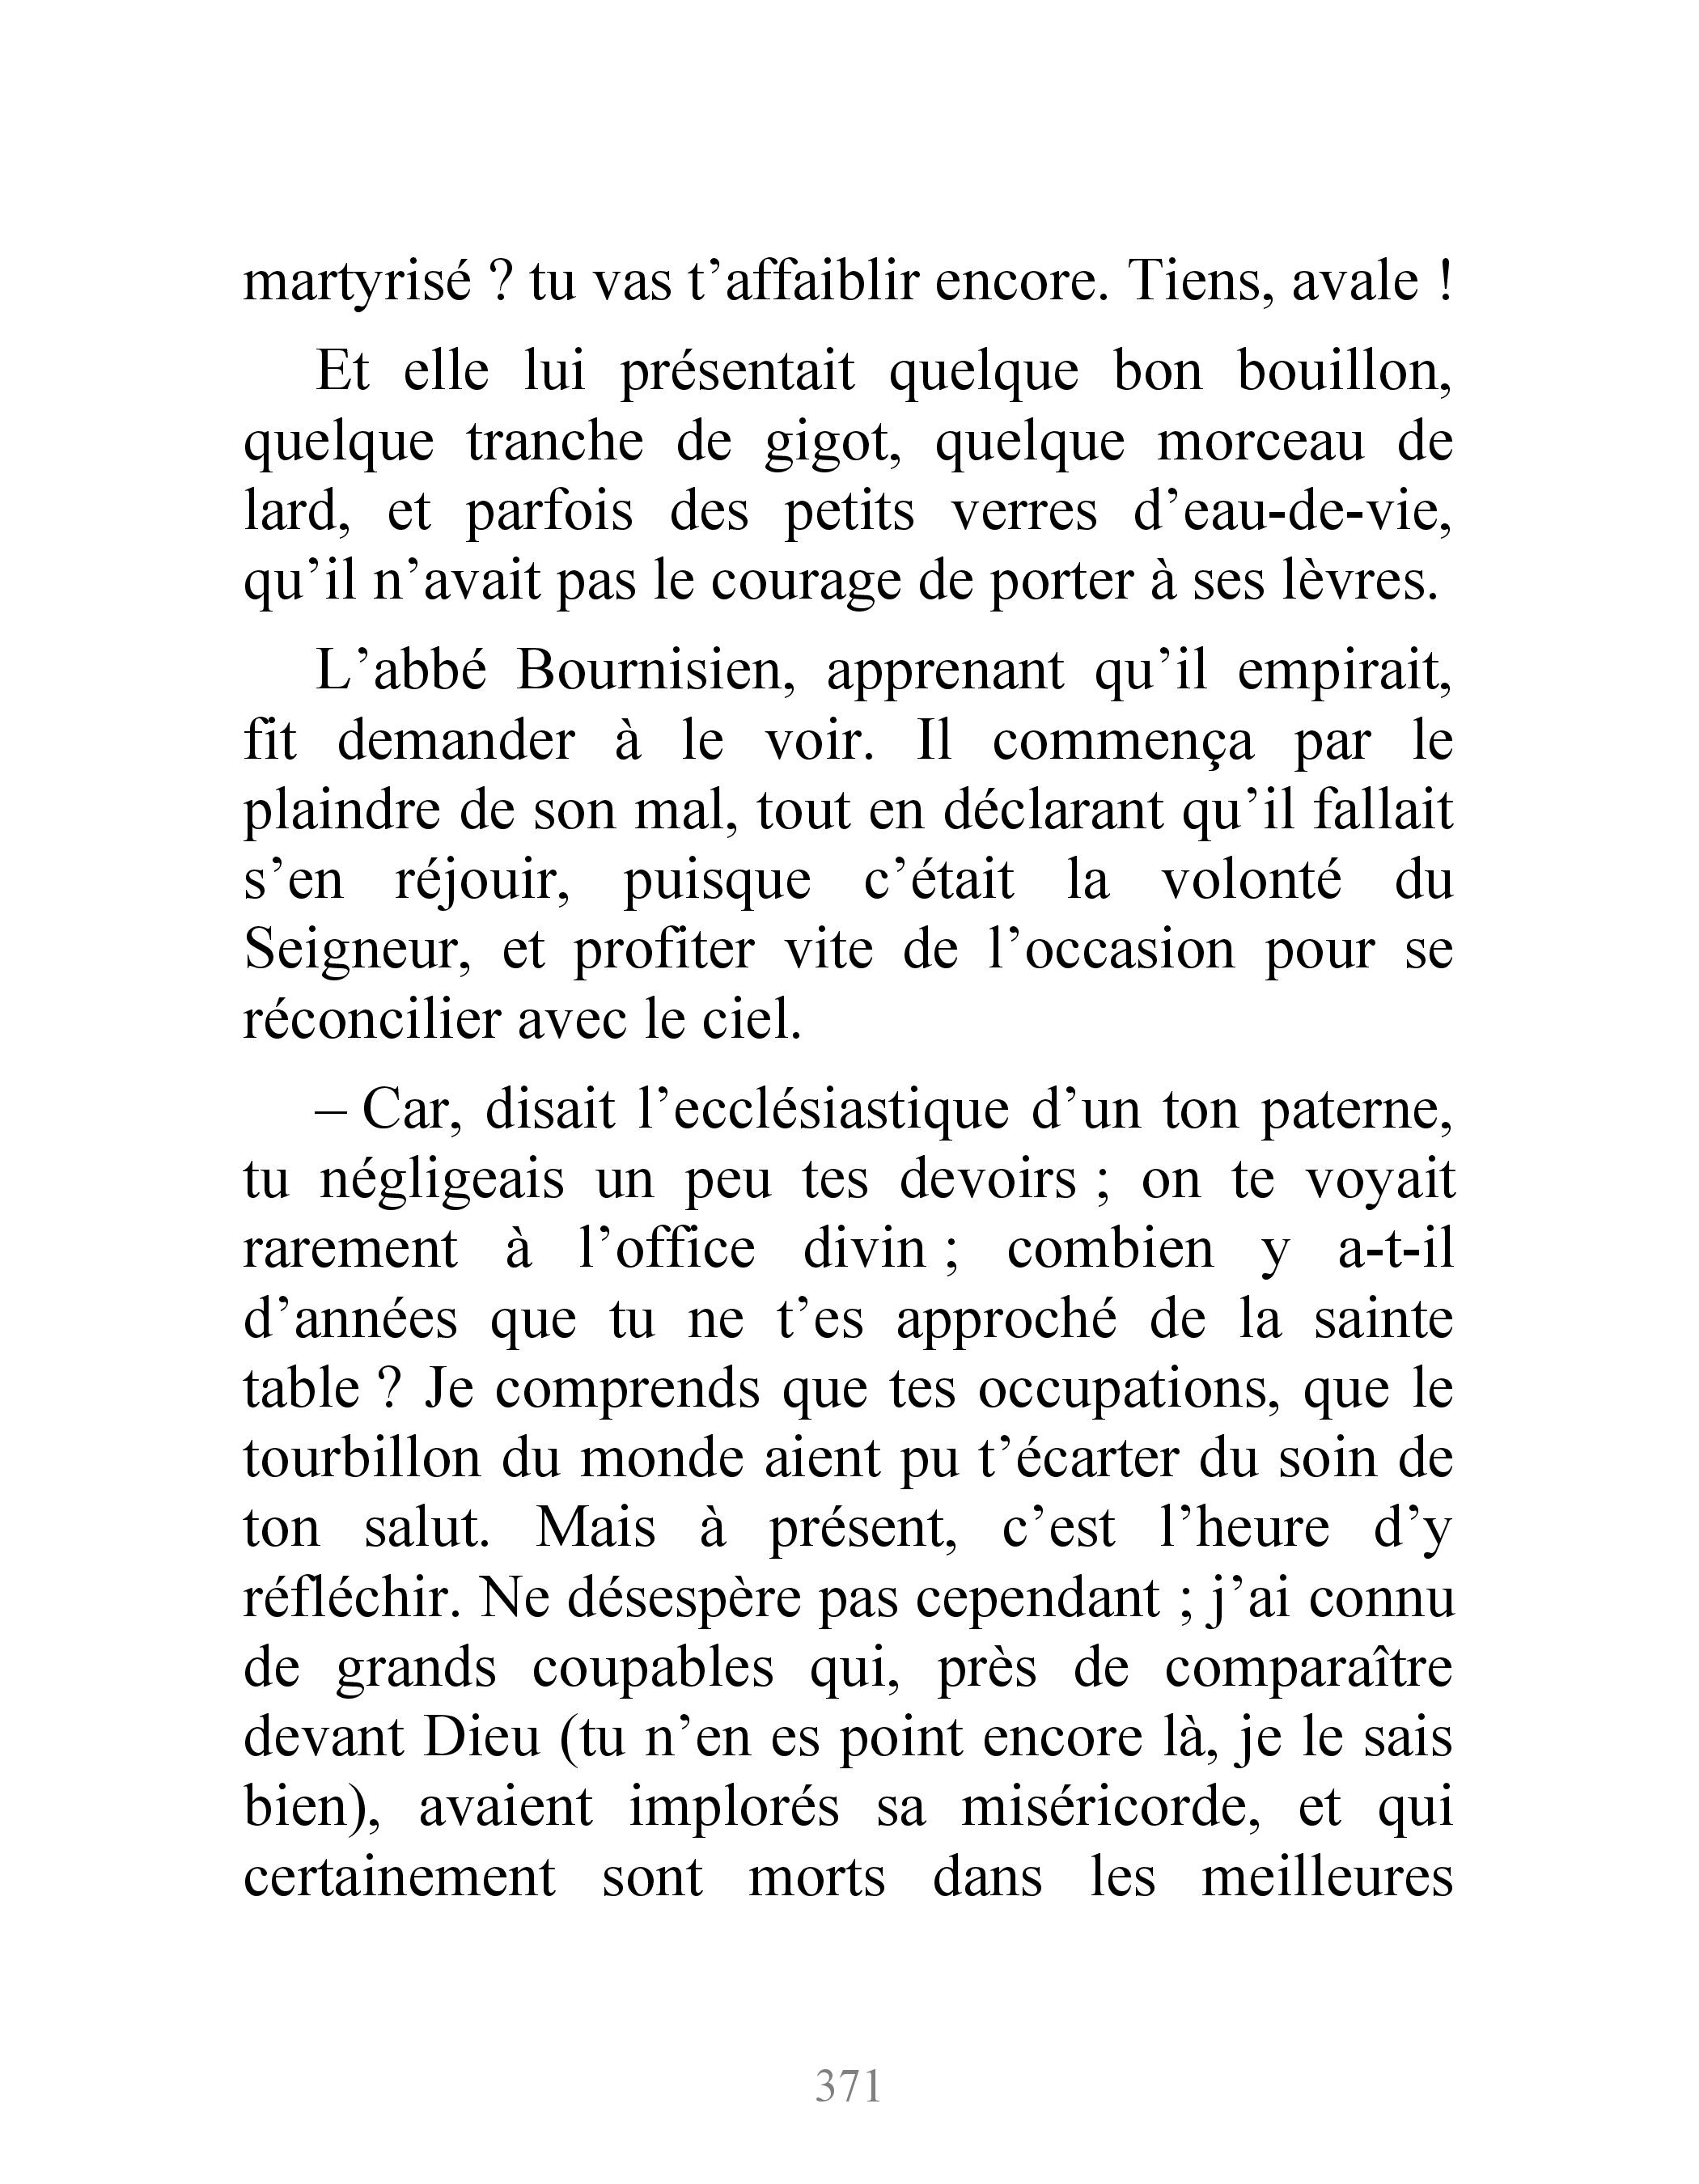 martyrisé ? tu vas t’affaiblir encore. Tiens, avale !
Et elle lui présentait quelque bon bouillon,
quelque tranche de gigot, quelque morceau de
lard, et parfois des petits verres d’eau-de-vie,
qu’il n’avait pas le courage de porter à ses lèvres.
L’abbé Bournisien, apprenant qu’il empirait,
fit demander à le voir. Il commença par le
plaindre de son mal, tout en déclarant qu’il fallait
s’en réjouir, puisque c’était la volonté du
Seigneur, et profiter vite de l’occasion pour se
réconcilier avec le ciel.
– Car, disait l’ecclésiastique d’un ton paterne,
tu négligeais un peu tes devoirs ; on te voyait
rarement à l’office divin ; combien y a-t-il
d’années que tu ne t’es approché de la sainte
table ? Je comprends que tes occupations, que le
tourbillon du monde aient pu t’écarter du soin de
ton salut. Mais à présent, c’est l’heure d’y
réfléchir. Ne désespère pas cependant ; j’ai connu
de grands coupables qui, près de comparaître
devant Dieu (tu n’en es point encore là, je le sais
bien), avaient implorés sa miséricorde, et qui
certainement sont morts dans les meilleures
371